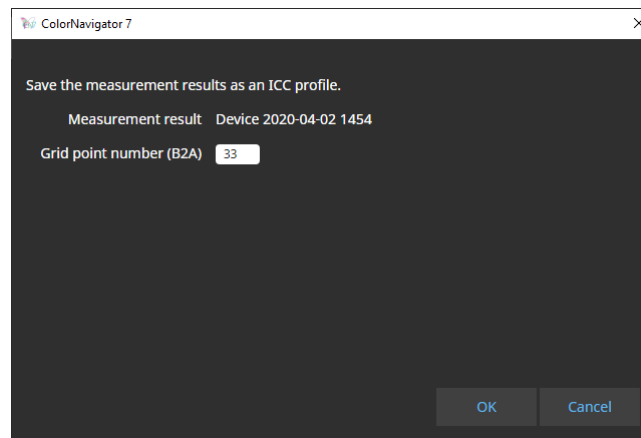 ColorNavigator 7
Save the measurement results as an ICC profile.
Measurement result Device 2020-04-02 1454
Grid point number (B2A) 33
OK Cancel